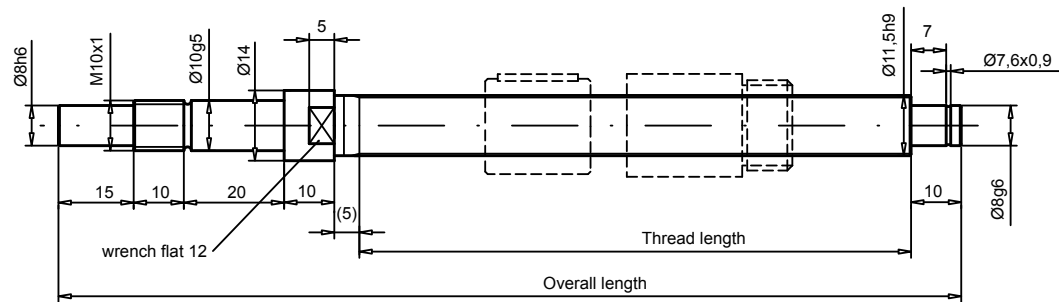 5
7
Ø8h6
M10x1
Ø10g5
Ø14
Ø11,5h9
Ø7,6x0,9
15
10
20
10
(5)
10
Ø8g6
wrench flat 12
Thread length
Overall length